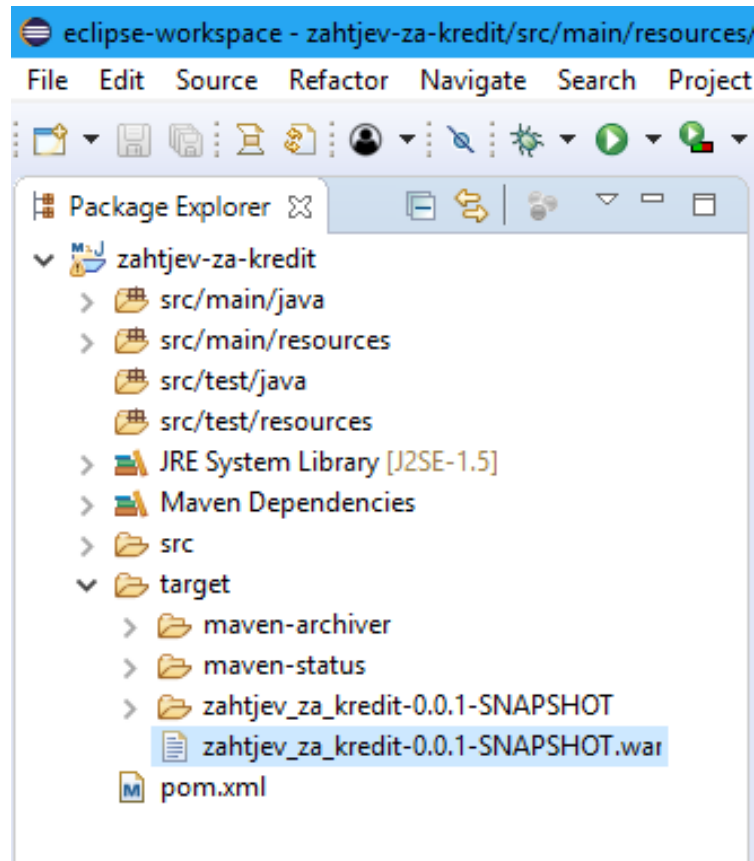 eclipse-workspace - zahtjev-za-kredit/src/main/resources/
File Edit Source Refactor Navigate Search Project
Package Explorer
zahtjev-za-kredit
src/main/java
src/main/resources
src/test/java
src/test/resources
JRE System Library [J2SE-1.5]
Maven Dependencies
src
target
maven-archiver
maven-status
zahtjev_za_kredit-0.0.1-SNAPSHOT
zahtjev_za_kredit-0.0.1-SNAPSHOT.war
pom.xml